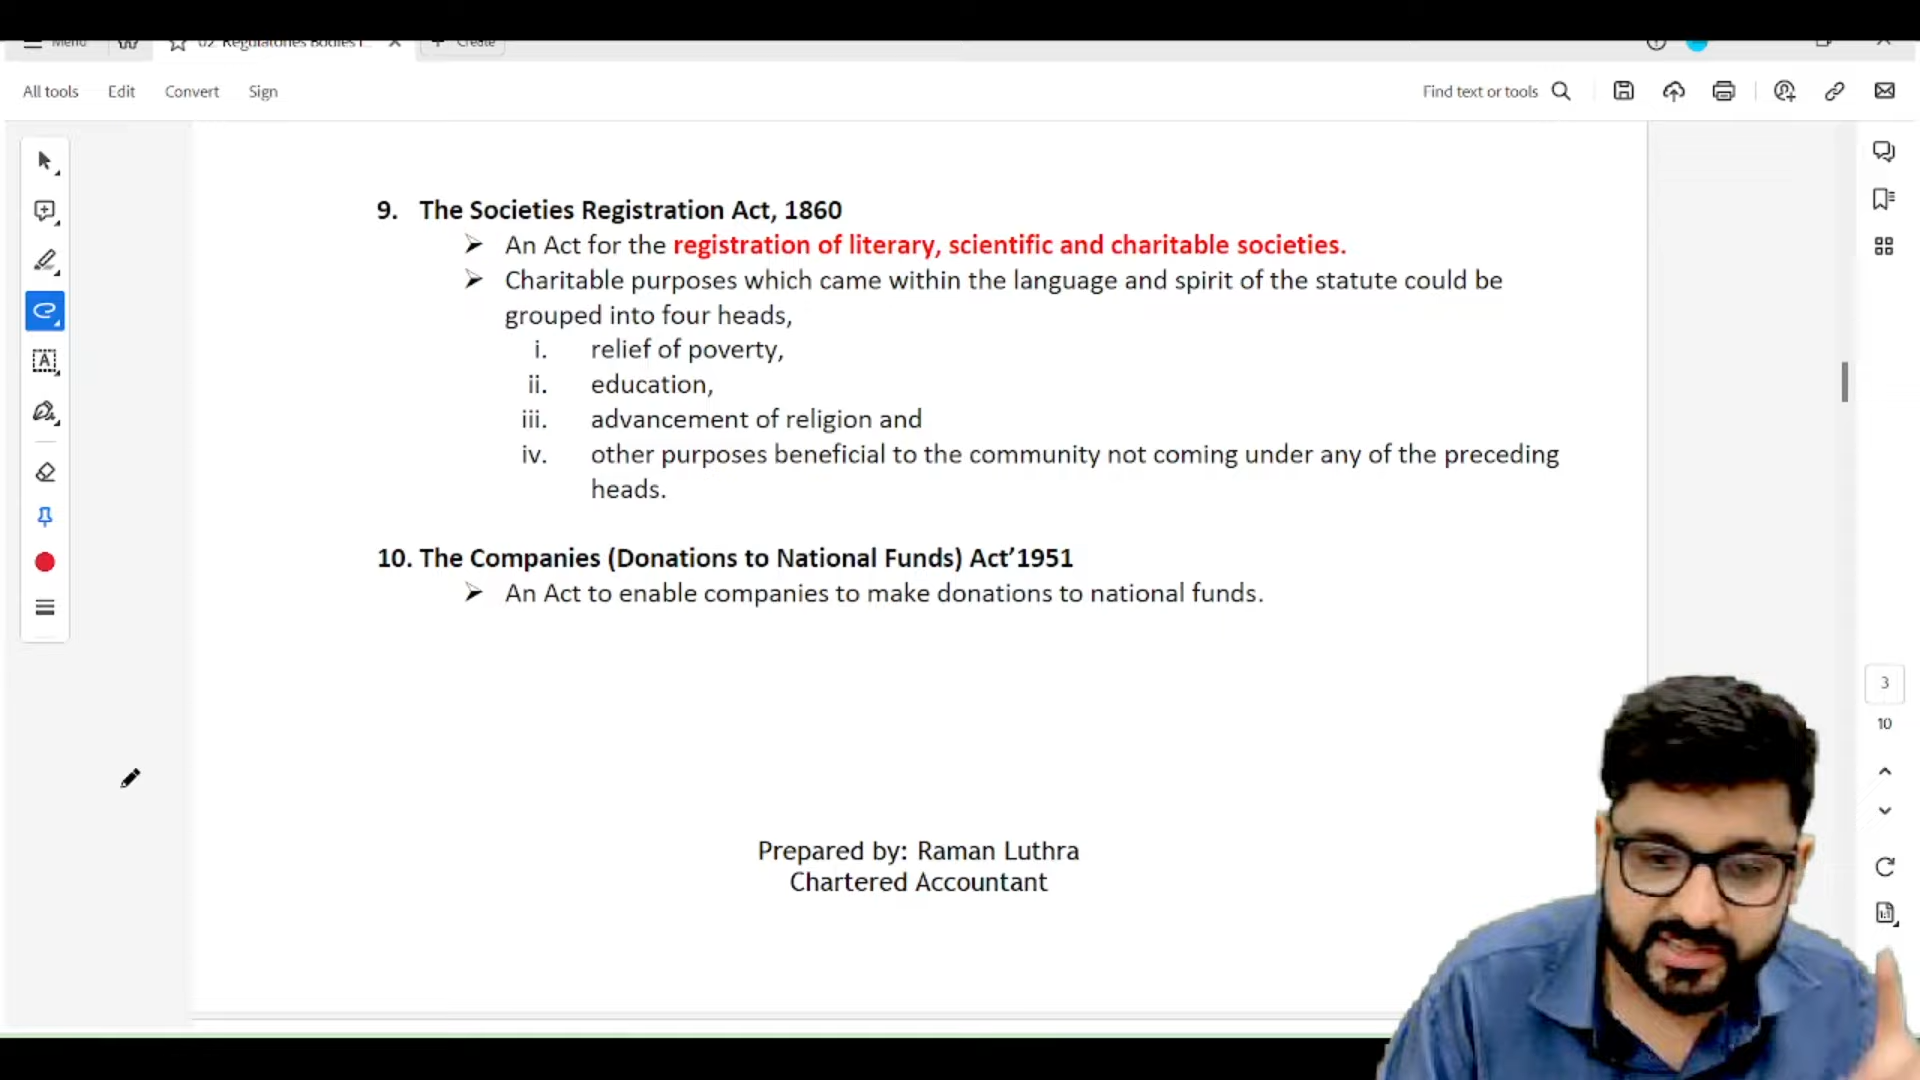 Menu
02. Regulatories Bodies i...
Create
All tools
Edit
Convert
Sign
Find text or tools
9. The Societies Registration Act, 1860
➤ An Act for the registration of literary, scientific and charitable societies.
➤ Charitable purposes which came within the language and spirit of the statute could be
grouped into four heads,
i. relief of poverty,
ii. education,
iii. advancement of religion and
iv. other purposes beneficial to the community not coming under any of the preceding
heads.
10. The Companies (Donations to National Funds) Act’1951
➤ An Act to enable companies to make donations to national funds.
3
10
Prepared by: Raman Luthra
Chartered Accountant